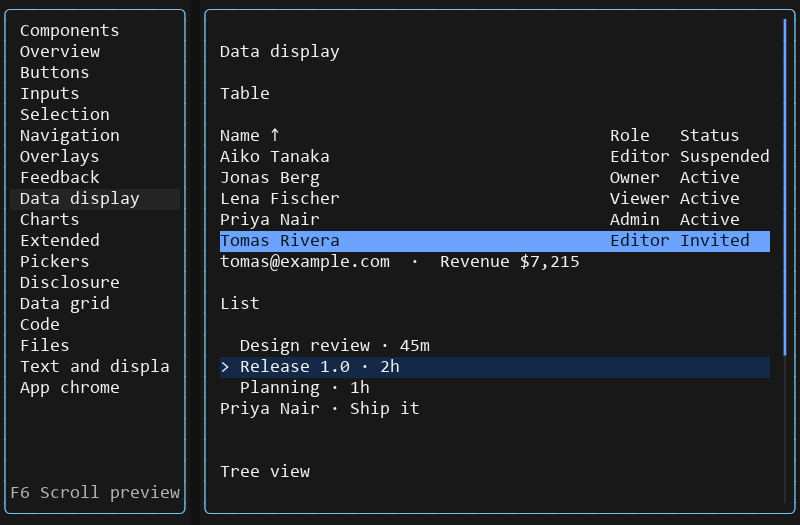 Components
Overview
Buttons
Inputs
Selection
Navigation
Overlays
Feedback
Data display
Charts
Extended
Pickers
Disclosure
Data grid
Code
Files
Text and displa
App chrome
F6 Scroll preview
Data display
Table
Name ↑ Role Status
Aiko Tanaka Editor Suspended
Jonas Berg Owner Active
Lena Fischer Viewer Active
Priya Nair Admin Active
Tomas Rivera Editor Invited
tomas@example.com · Revenue $7,215
List
Design review · 45m
> Release 1.0 · 2h
Planning · 1h
Priya Nair · Ship it
Tree view